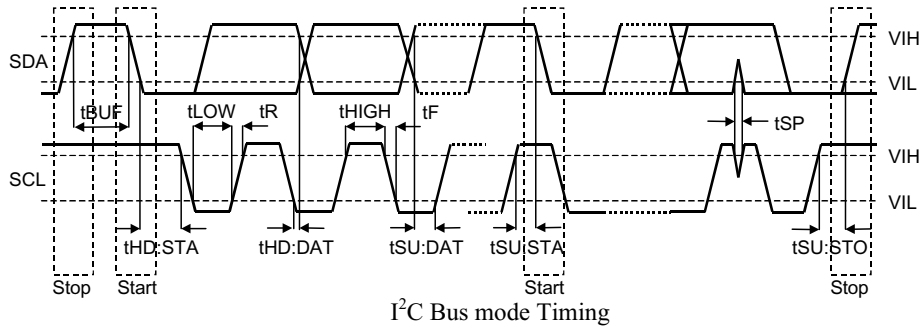 VIH
SDA
VIL
tBUF tLOW tR tHIGH tF tSP
VIH
SCL
VIL
tHD:STA tHD:DAT tSU:DAT tSU:STA tSU:STO
Stop Start Start Stop
I²C Bus mode Timing